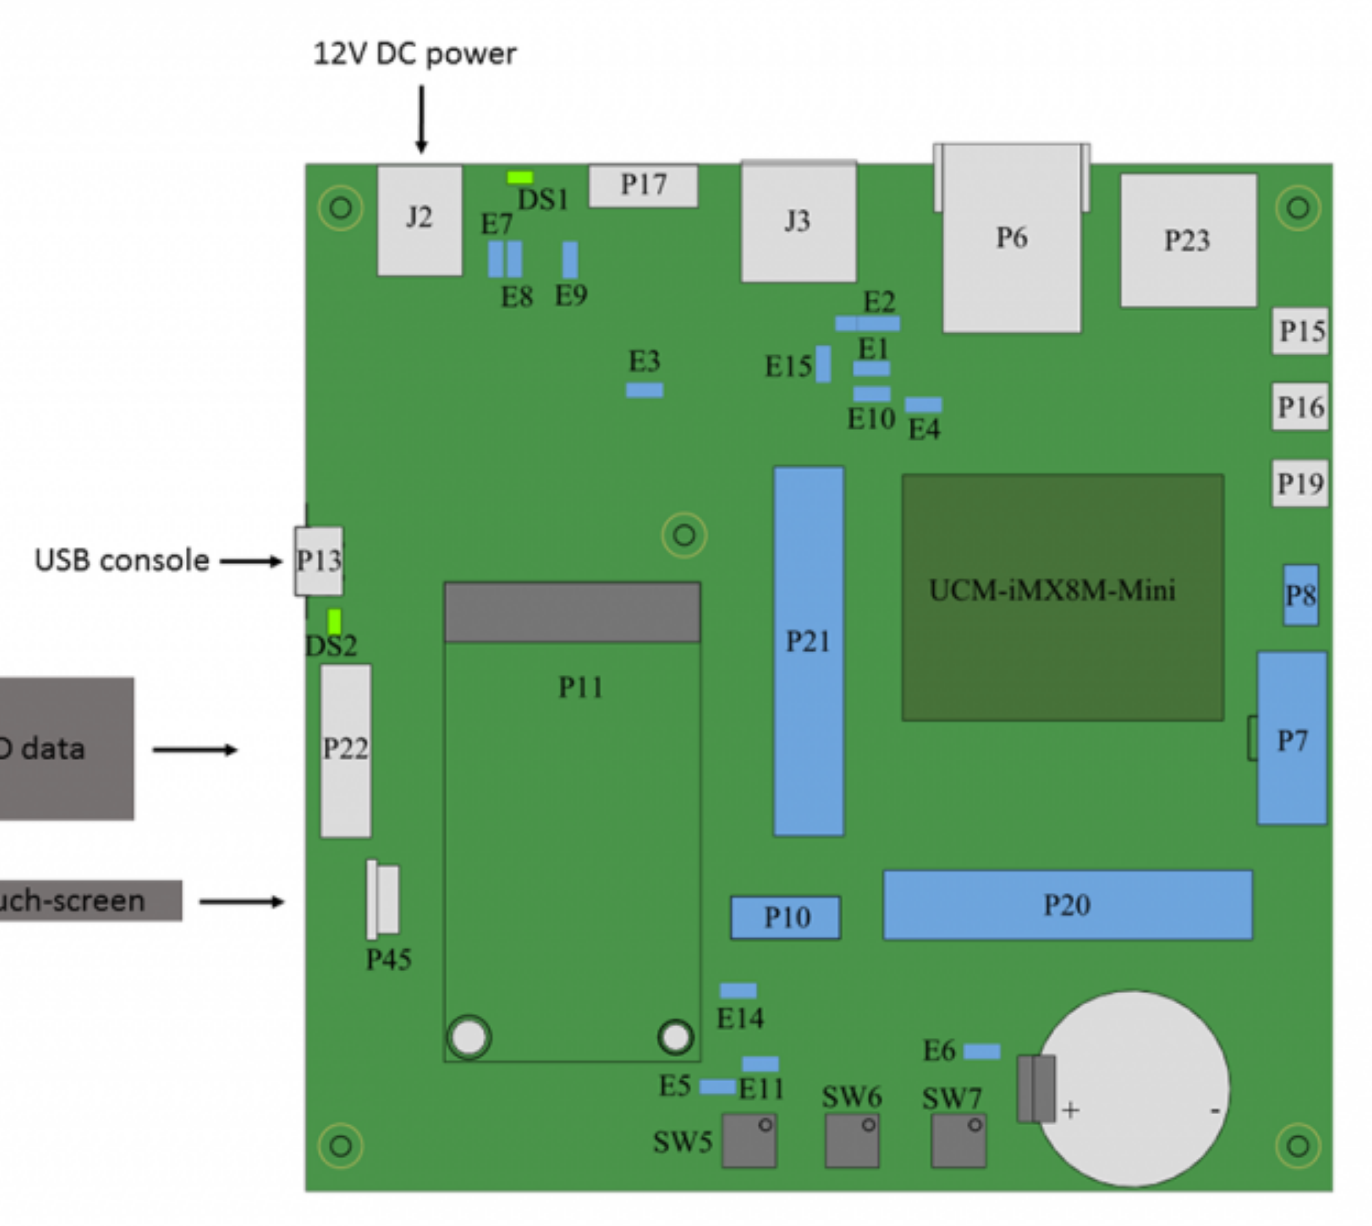 12V DC power
J2
DS1
P17
J3
P6
P23
E7
E8
E9
E2
E1
E15
E10
E4
E3
P15
P16
P19
USB console
P13
DS2
UCM-iMX8M-Mini
P8
P21
P11
P7
D data
P22
uch-screen
P45
P10
P20
E14
E6
E5
E11
SW5
SW6
SW7
+
-